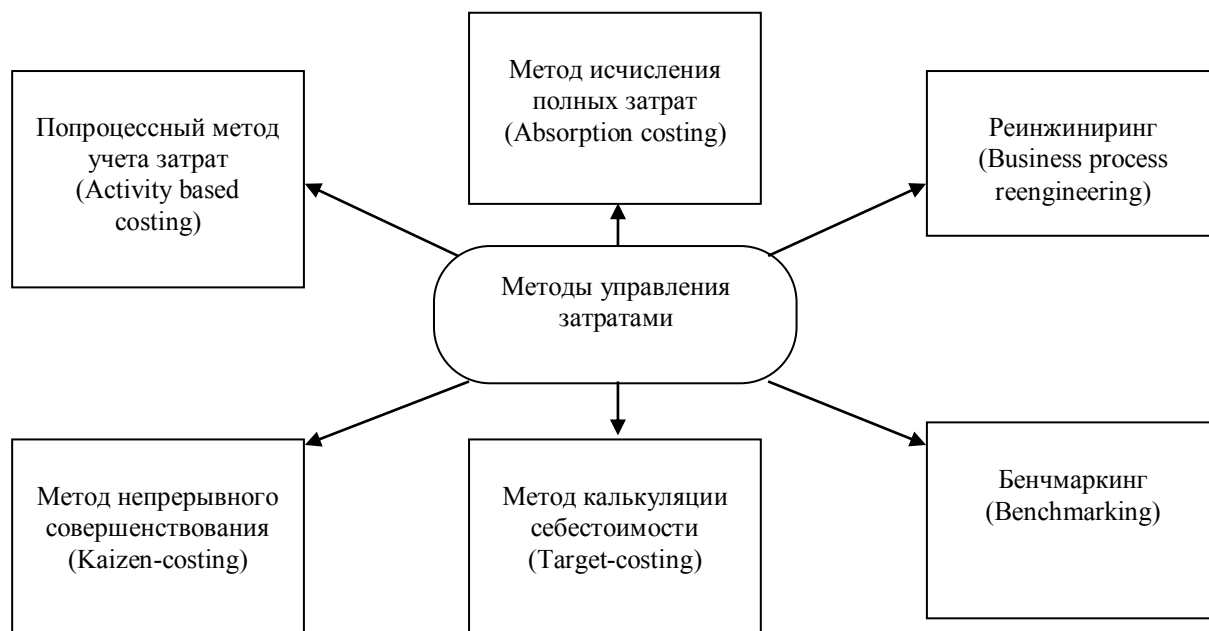 Метод исчисления
полных затрат
(Absorption costing)
Попроцессный метод
учета затрат
(Activity based
costing)
Реинжиниринг
(Business process
reengineering)
Методы управления
затратами
Метод непрерывного
совершенствования
(Kaizen-costing)
Метод калькуляции
себестоимости
(Target-costing)
Бенчмаркинг
(Benchmarking)